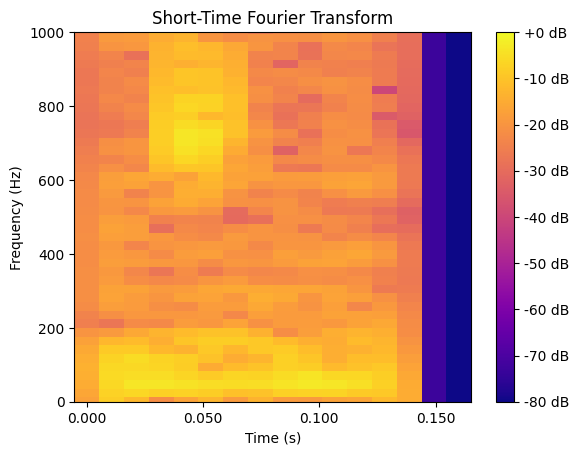 Short-Time Fourier Transform
1000
800
600
400
200
0
Frequency (Hz)
0.000
0.050
0.100
0.150
Time (s)
+0 dB
-10 dB
-20 dB
-30 dB
-40 dB
-50 dB
-60 dB
-70 dB
-80 dB